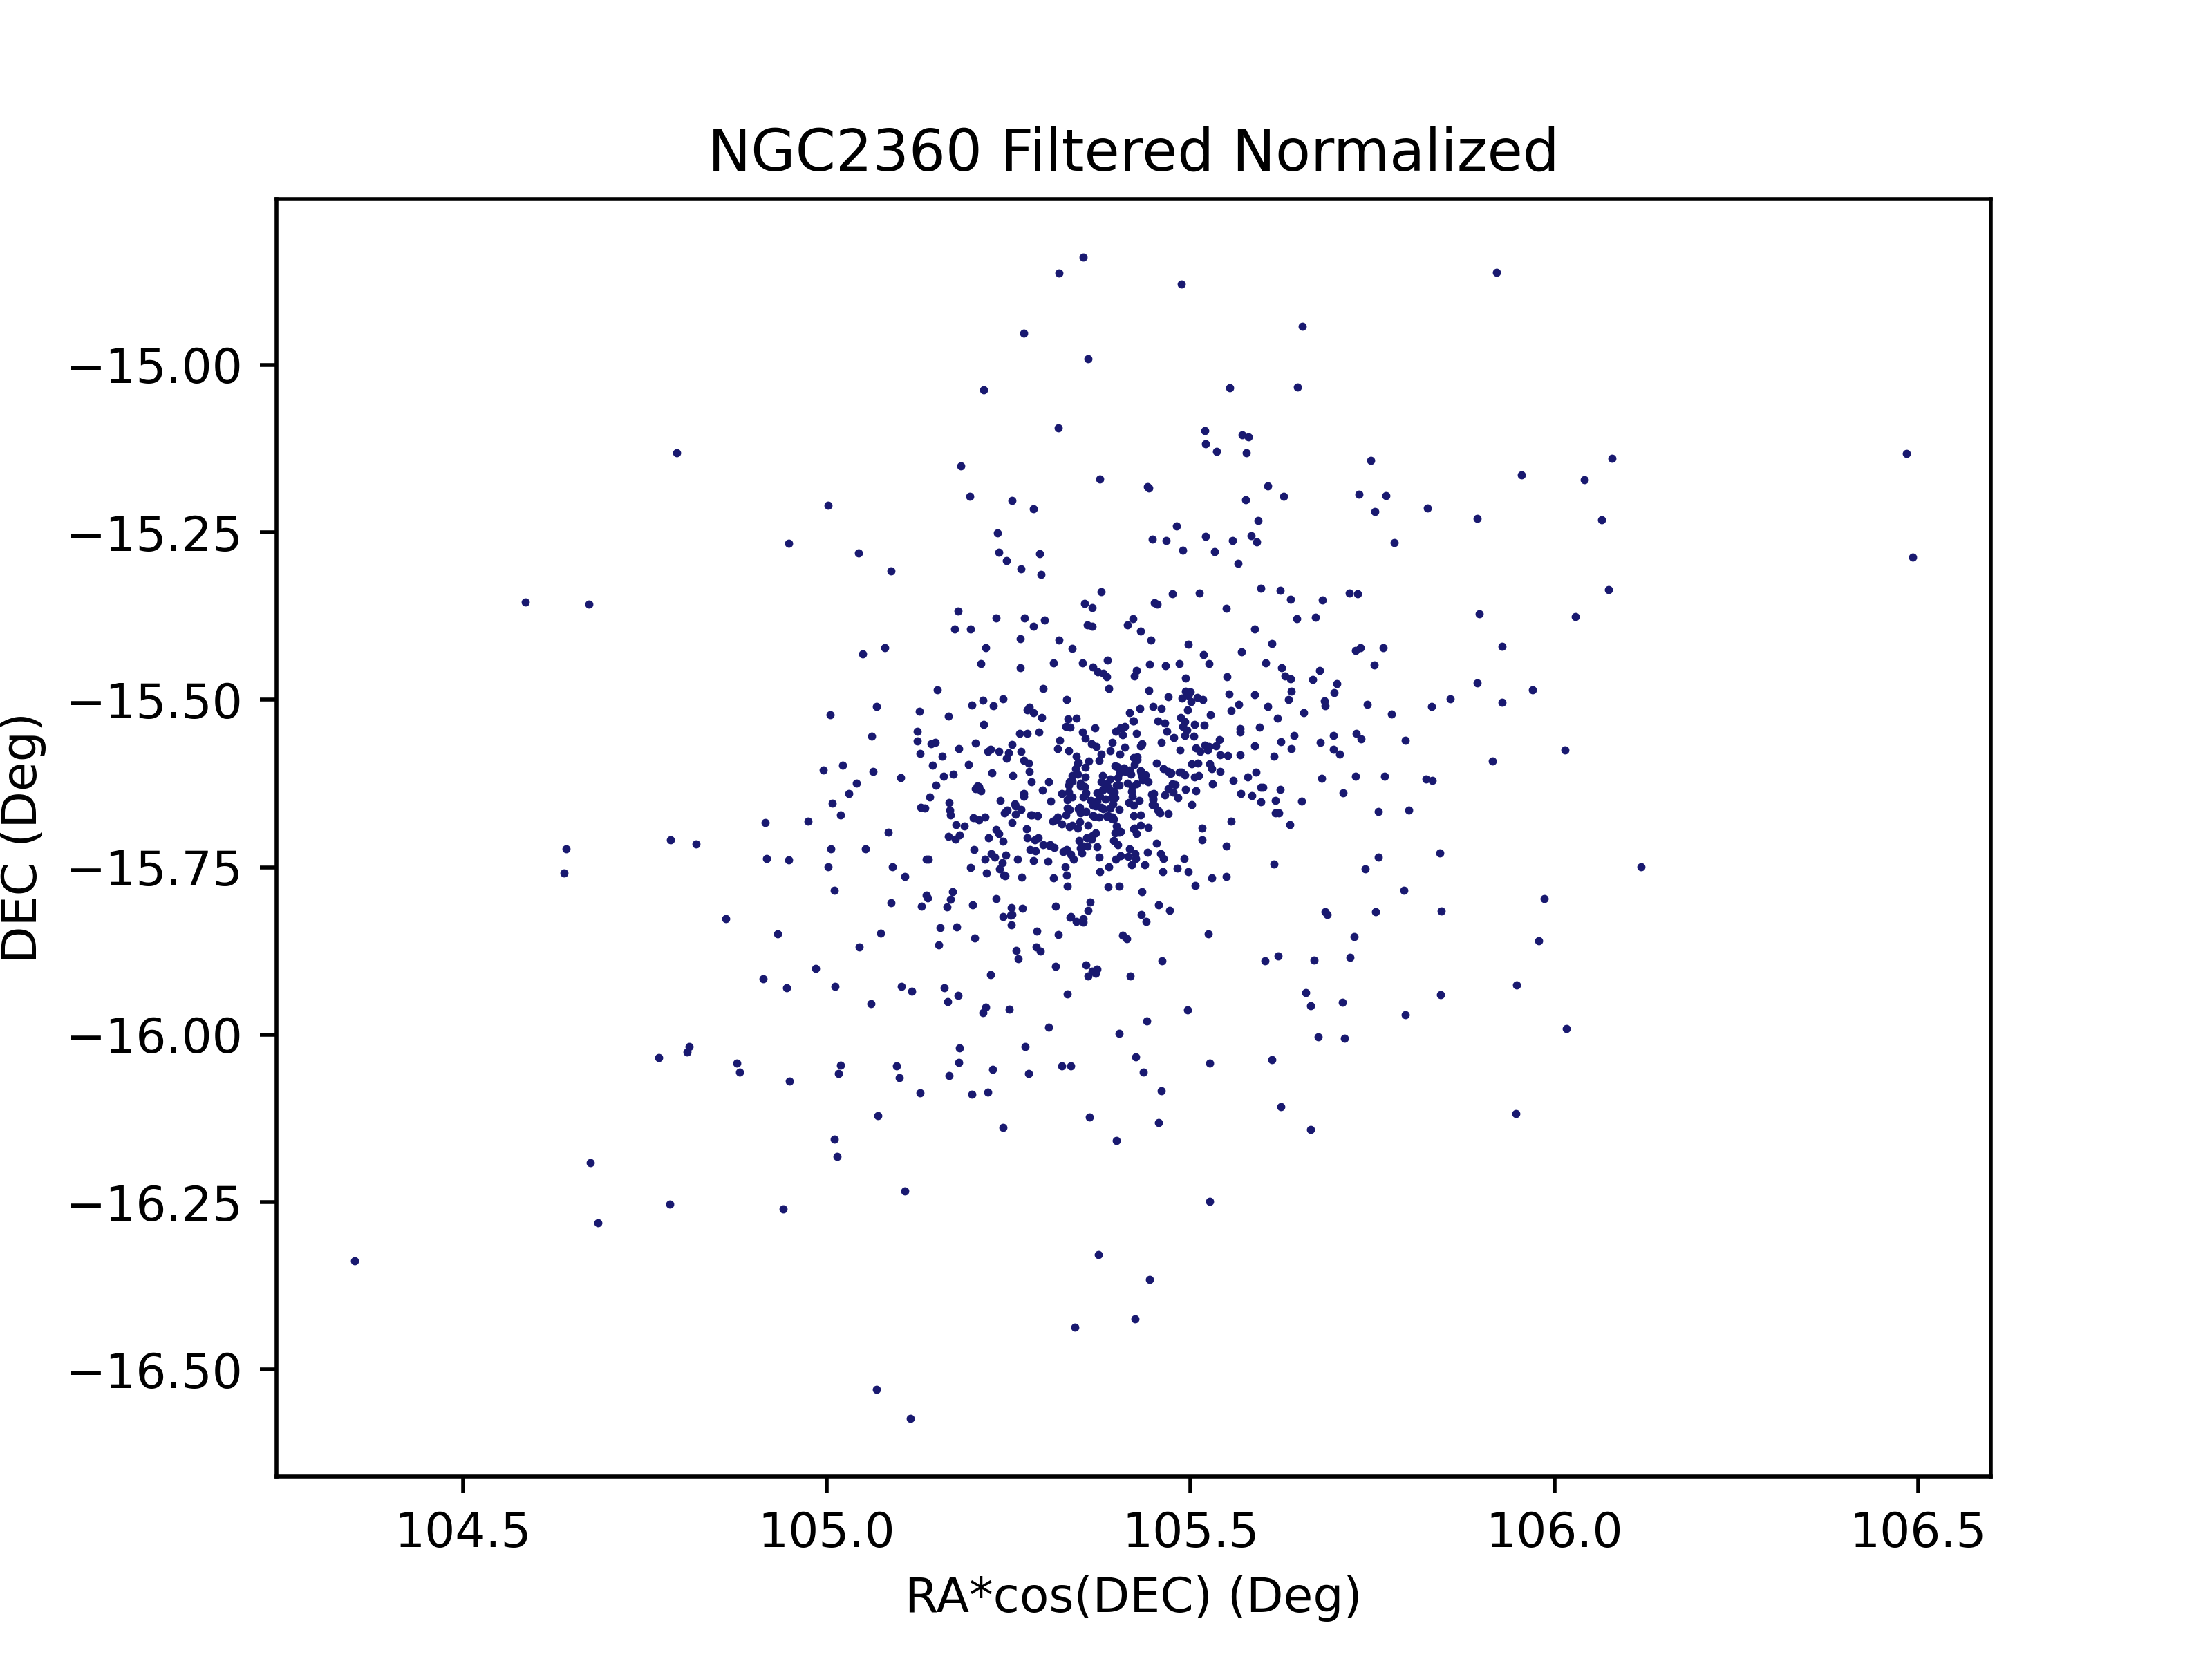 NGC2360 Filtered Normalized
DEC (Deg)
−15.00
−15.25
−15.50
−15.75
−16.00
−16.25
−16.50
104.5 105.0 105.5 106.0 106.5
RA*cos(DEC) (Deg)